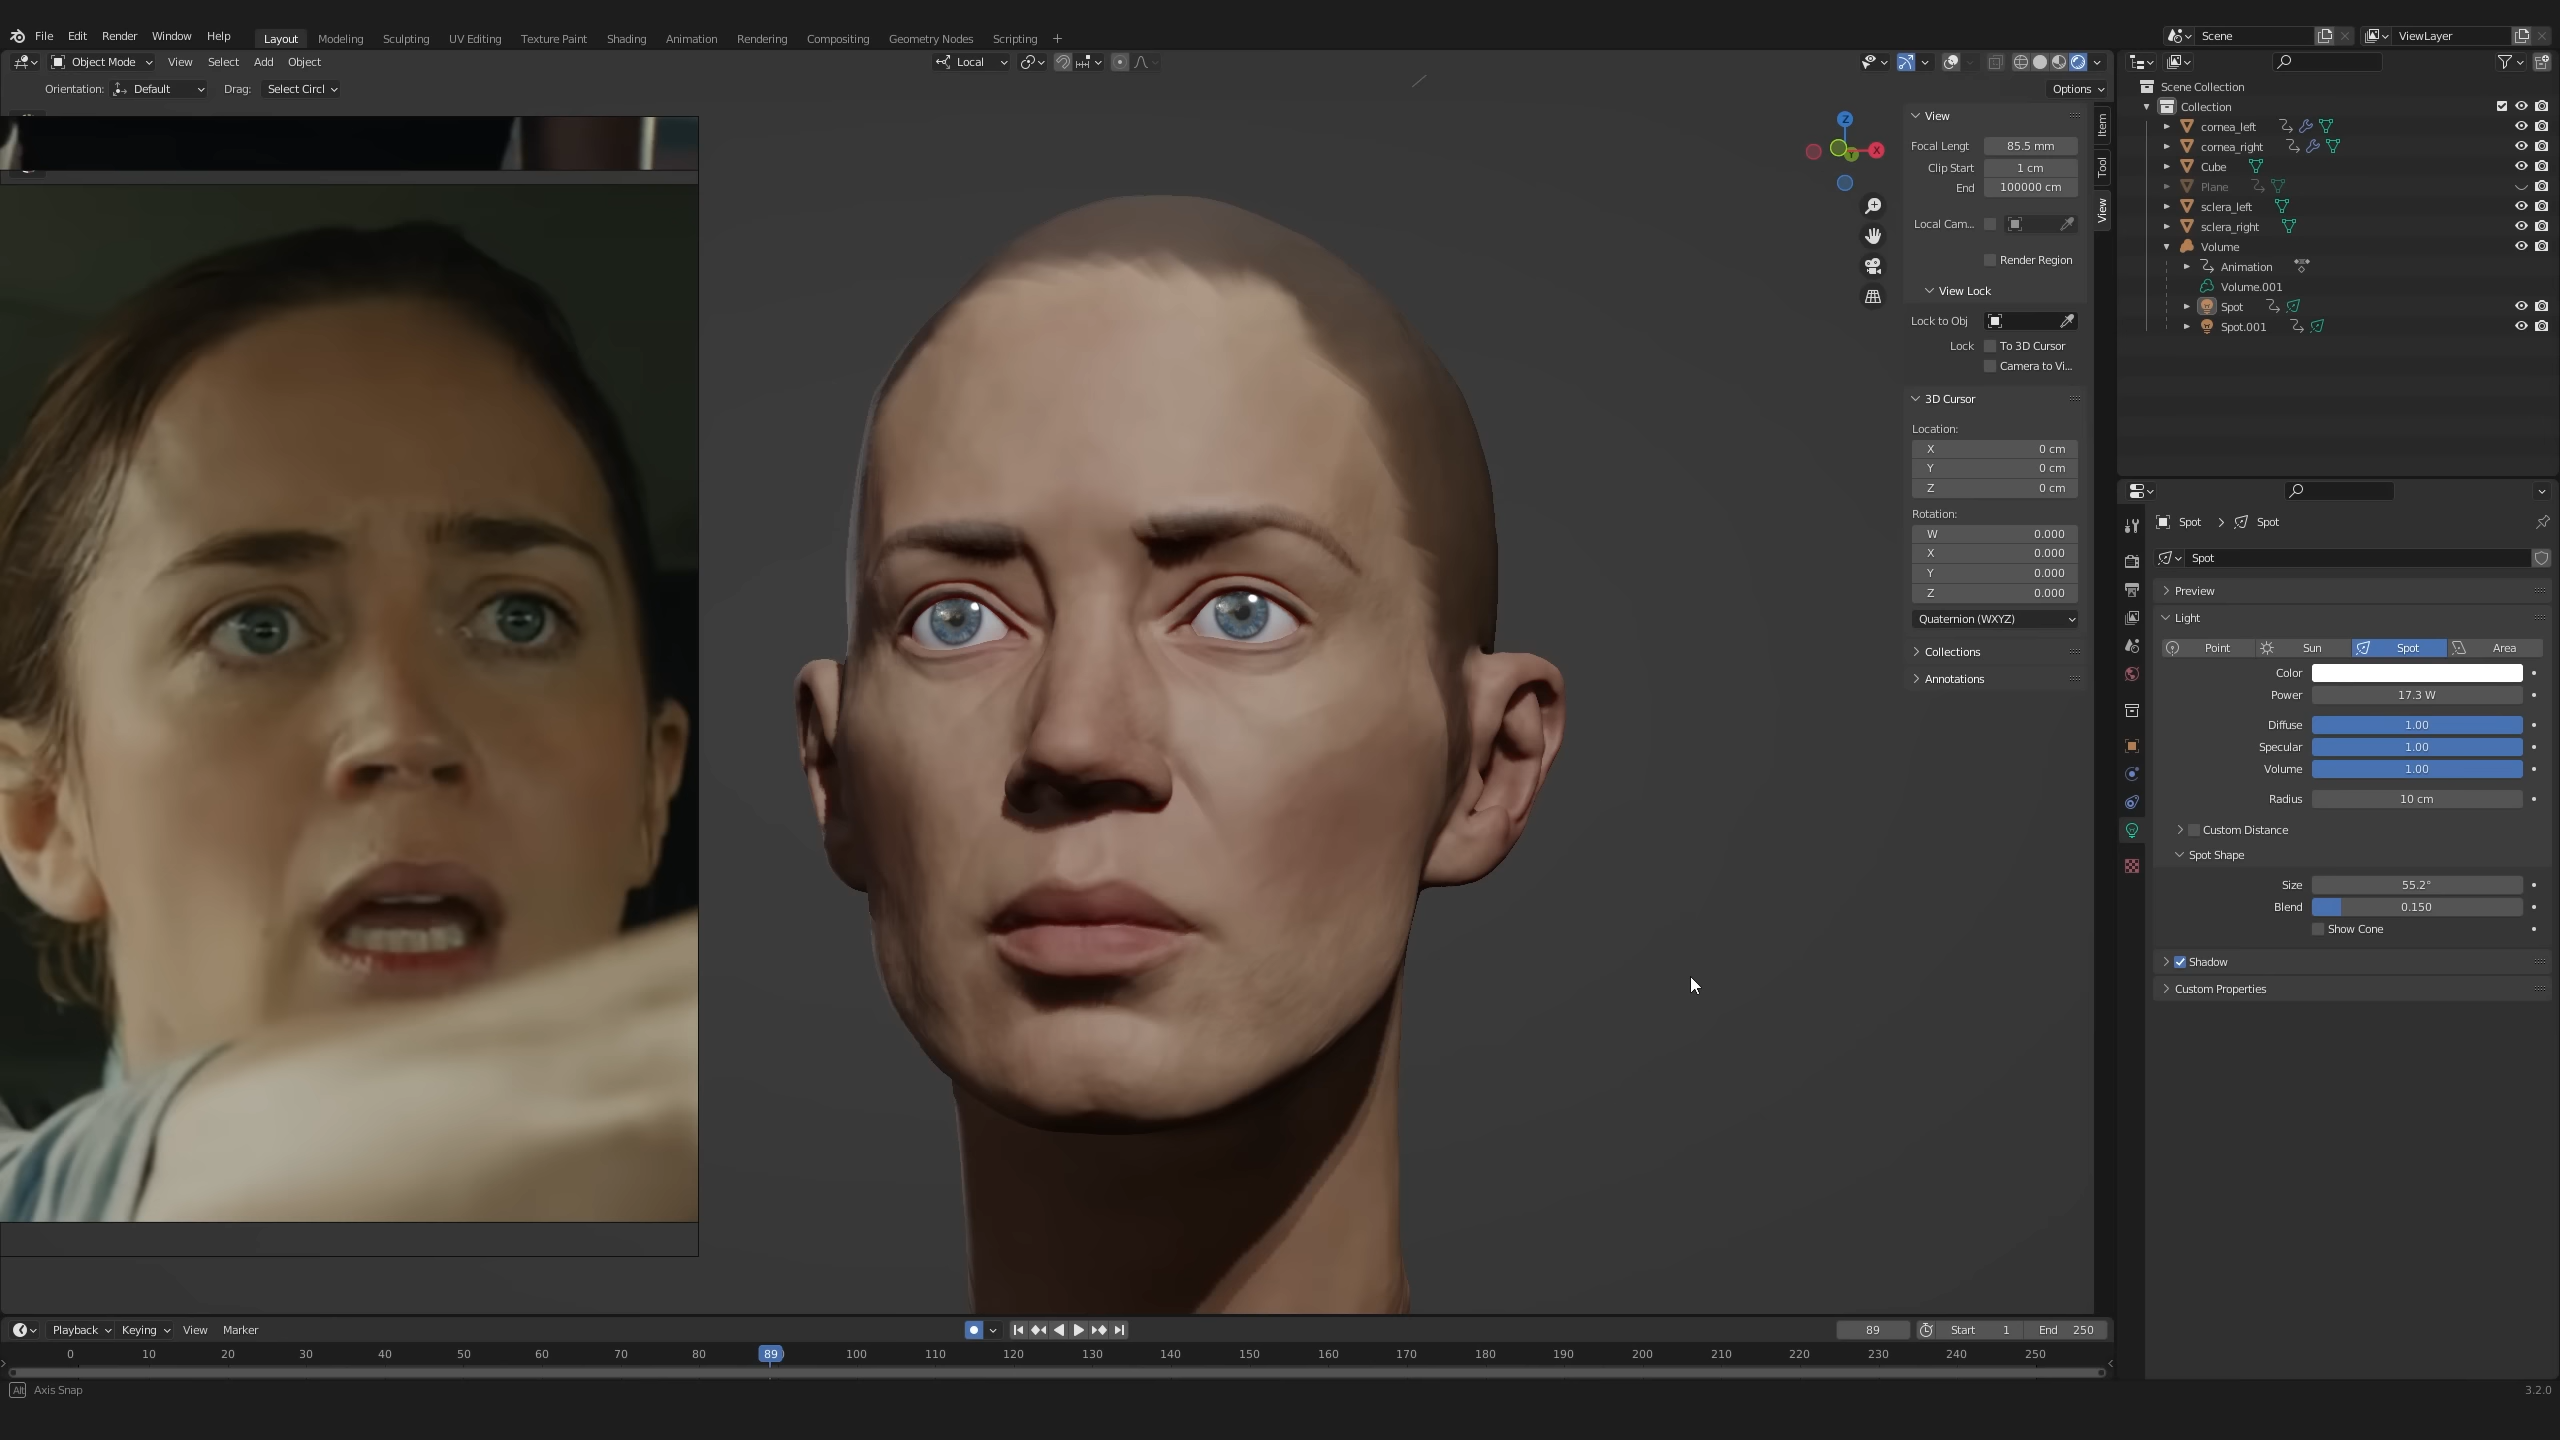 File Edit Render Window Help Layout Modeling Sculpting UV Editing Texture Paint Shading Animation Rendering Compositing Geometry Nodes Scripting + Scene ViewLayer
Object Mode View Select Add Object Local
Orientation: Default Drag: Select Circl Options
Z
Y
X
Item
Tool
View
View
Focal Lengt 85.5 mm
Clip Start 1 cm
End 100000 cm
Local Cam...
Render Region
View Lock
Lock to Obj
Lock To 3D Cursor
Camera to Vi...
3D Cursor
Location:
X 0 cm
Y 0 cm
Z 0 cm
Rotation:
W 0.000
X 0.000
Y 0.000
Z 0.000
Quaternion (WXYZ)
Collections
Annotations
Scene Collection
Collection
cornea_left
cornea_right
Cube
Plane
sclera_left
sclera_right
Volume
Animation
Volume.001
Spot
Spot.001
Spot > Spot
Spot
Preview
Light
Point Sun Spot Area
Color
Power 17.3 W
Diffuse 1.00
Specular 1.00
Volume 1.00
Radius 10 cm
Custom Distance
Spot Shape
Size 55.2°
Blend 0.150
Show Cone
Shadow
Custom Properties
Playback Keying View Marker 89 Start 1 End 250
0 10 20 30 40 50 60 70 80 89 100 110 120 130 140 150 160 170 180 190 200 210 220 230 240 250
Alt Axis Snap 3.2.0